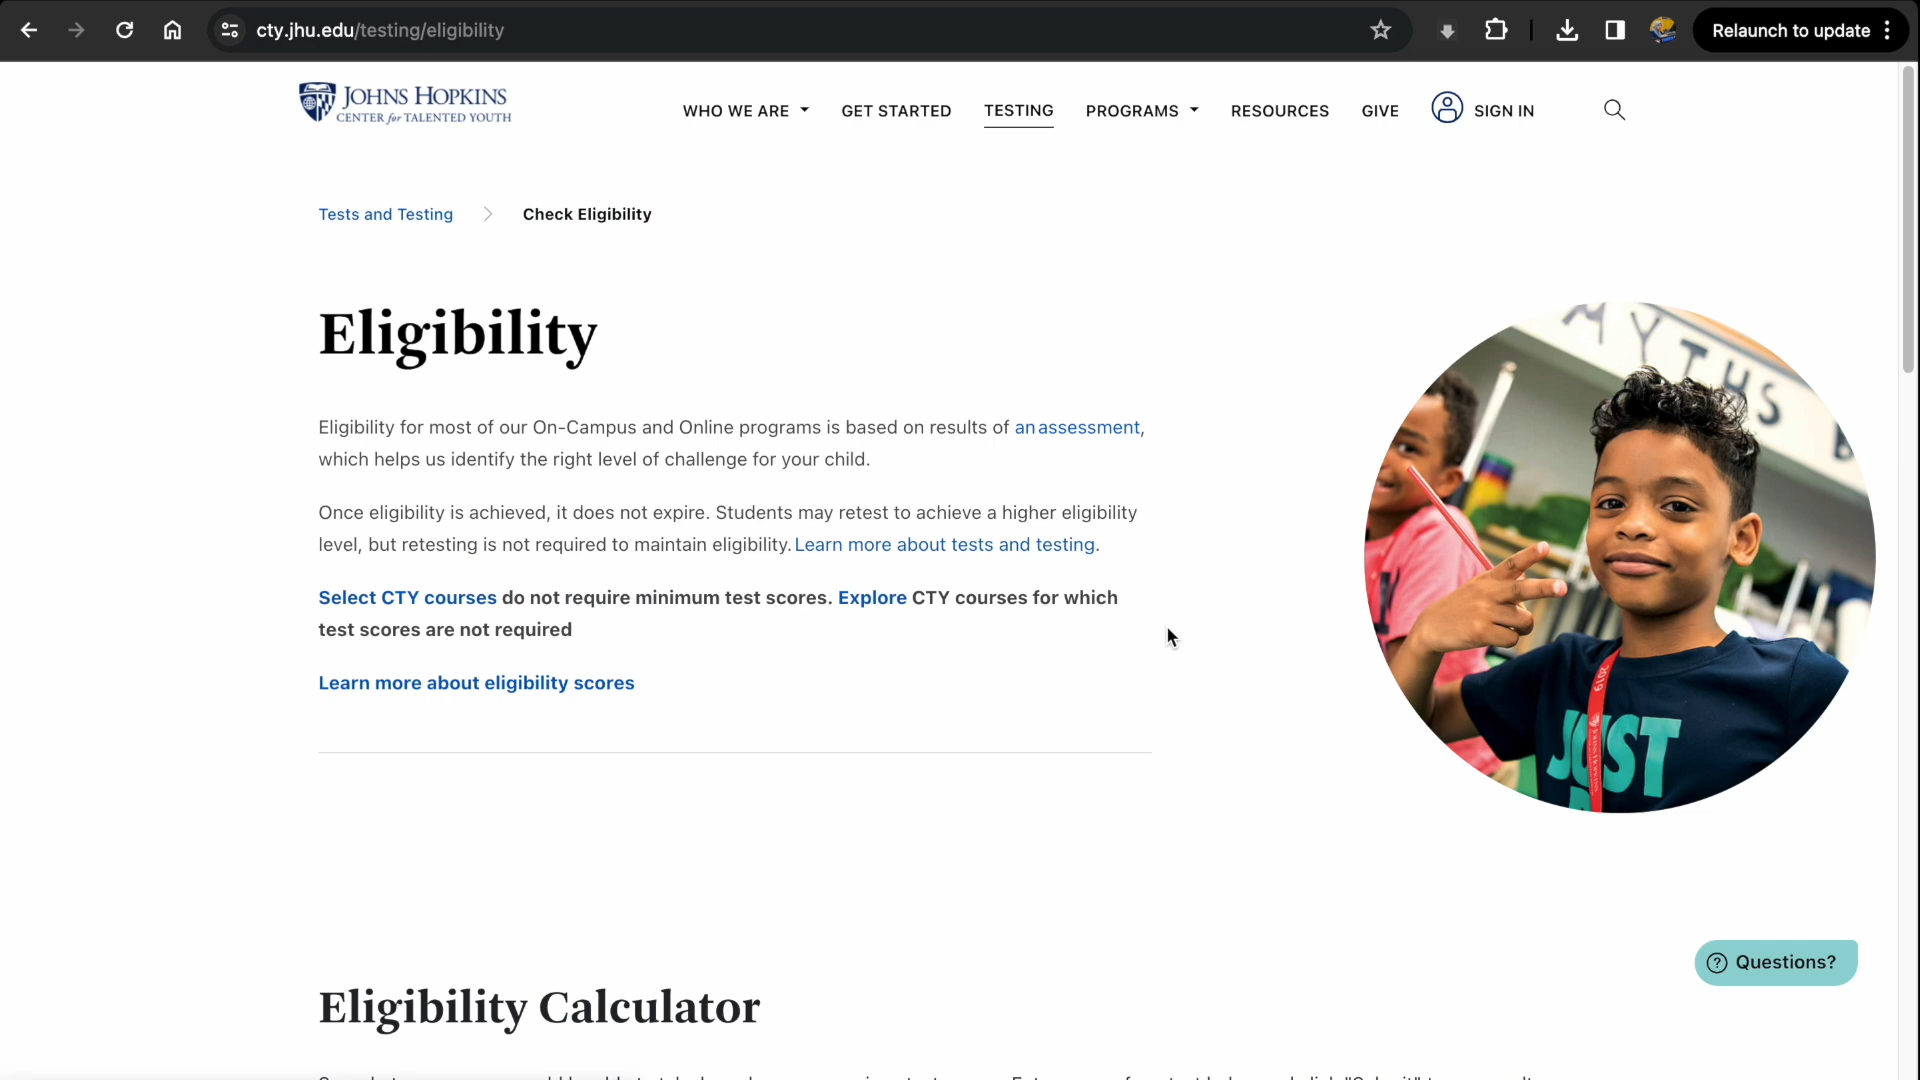 cty.jhu.edu/testing/eligibility
Relaunch to update
JOHNS HOPKINS
CENTER for TALENTED YOUTH
WHO WE ARE
GET STARTED
TESTING
PROGRAMS
RESOURCES
GIVE
SIGN IN
Tests and Testing
Check Eligibility
Eligibility
Eligibility for most of our On-Campus and Online programs is based on results of an assessment,
which helps us identify the right level of challenge for your child.
Once eligibility is achieved, it does not expire. Students may retest to achieve a higher eligibility
level, but retesting is not required to maintain eligibility. Learn more about tests and testing.
Select CTY courses do not require minimum test scores. Explore CTY courses for which
test scores are not required
Learn more about eligibility scores
MYTHS
2019
JUST
Questions?
Eligibility Calculator